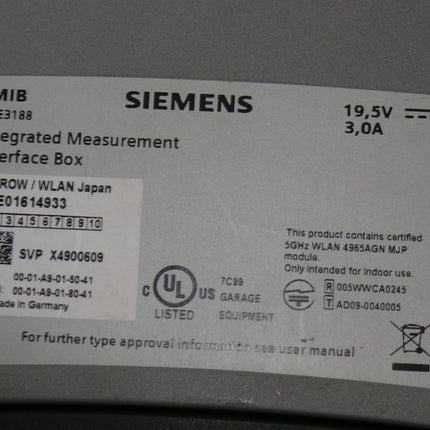 MIB
SIEMENS
19,5V
E3188
3,0A
tegrated Measurement
erface Box
ROW / WLAN Japan
E01614933
3 4 5 6 7 8 9 10
SVP X4900609
This product contains certified
5GHz WLAN 4965AGN MJP
module.
Only intended for indoor use.
00-01-A9-01-50-41
00-01-A9-01-80-41
ade in Germany
C UL US
LISTED
7C89
GARAGE
EQUIPMENT
R 005WWCA0245
T AD09-0040005
For further type approval information see user manual